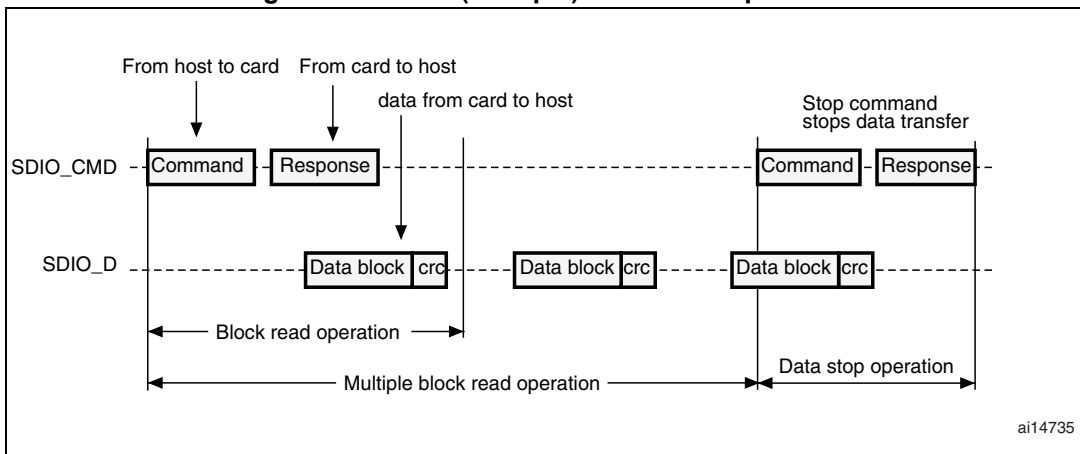 From host to card From card to host
data from card to host
Stop command
stops data transfer
SDIO_CMD Command Response Command Response
SDIO_D Data block crc Data block crc Data block crc
Block read operation
Data stop operation
Multiple block read operation
ai14735